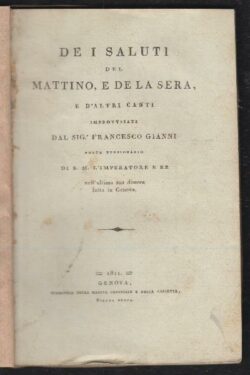 DE I SALUTI
DEL
MATTINO, E DE LA SERA,
E D'ALTRI CANTI
IMPROVVISATI
DAL SIG.r FRANCESCO GIANNI
POETA PENSIONARIO
DI S. M. L'IMPERATORE E RE
nell'ultima sua dimora
fatta in Genova.
1811.
GENOVA,
STAMPERIA DELLA E DELLA GAZZETTA,